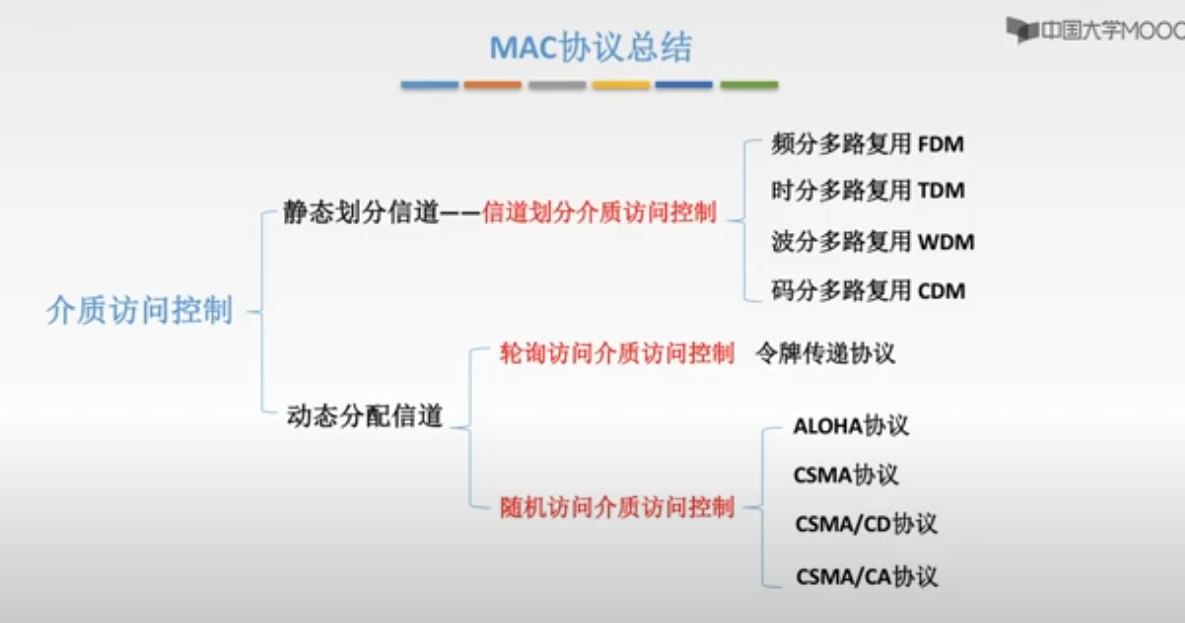 中国大学MOOC
MAC协议总结
频分多路复用 FDM
时分多路复用 TDM
静态划分信道——信道划分介质访问控制
波分多路复用 WDM
码分多路复用 CDM
介质访问控制
轮询访问介质访问控制 令牌传递协议
动态分配信道
ALOHA协议
CSMA协议
随机访问介质访问控制
CSMA/CD协议
CSMA/CA协议